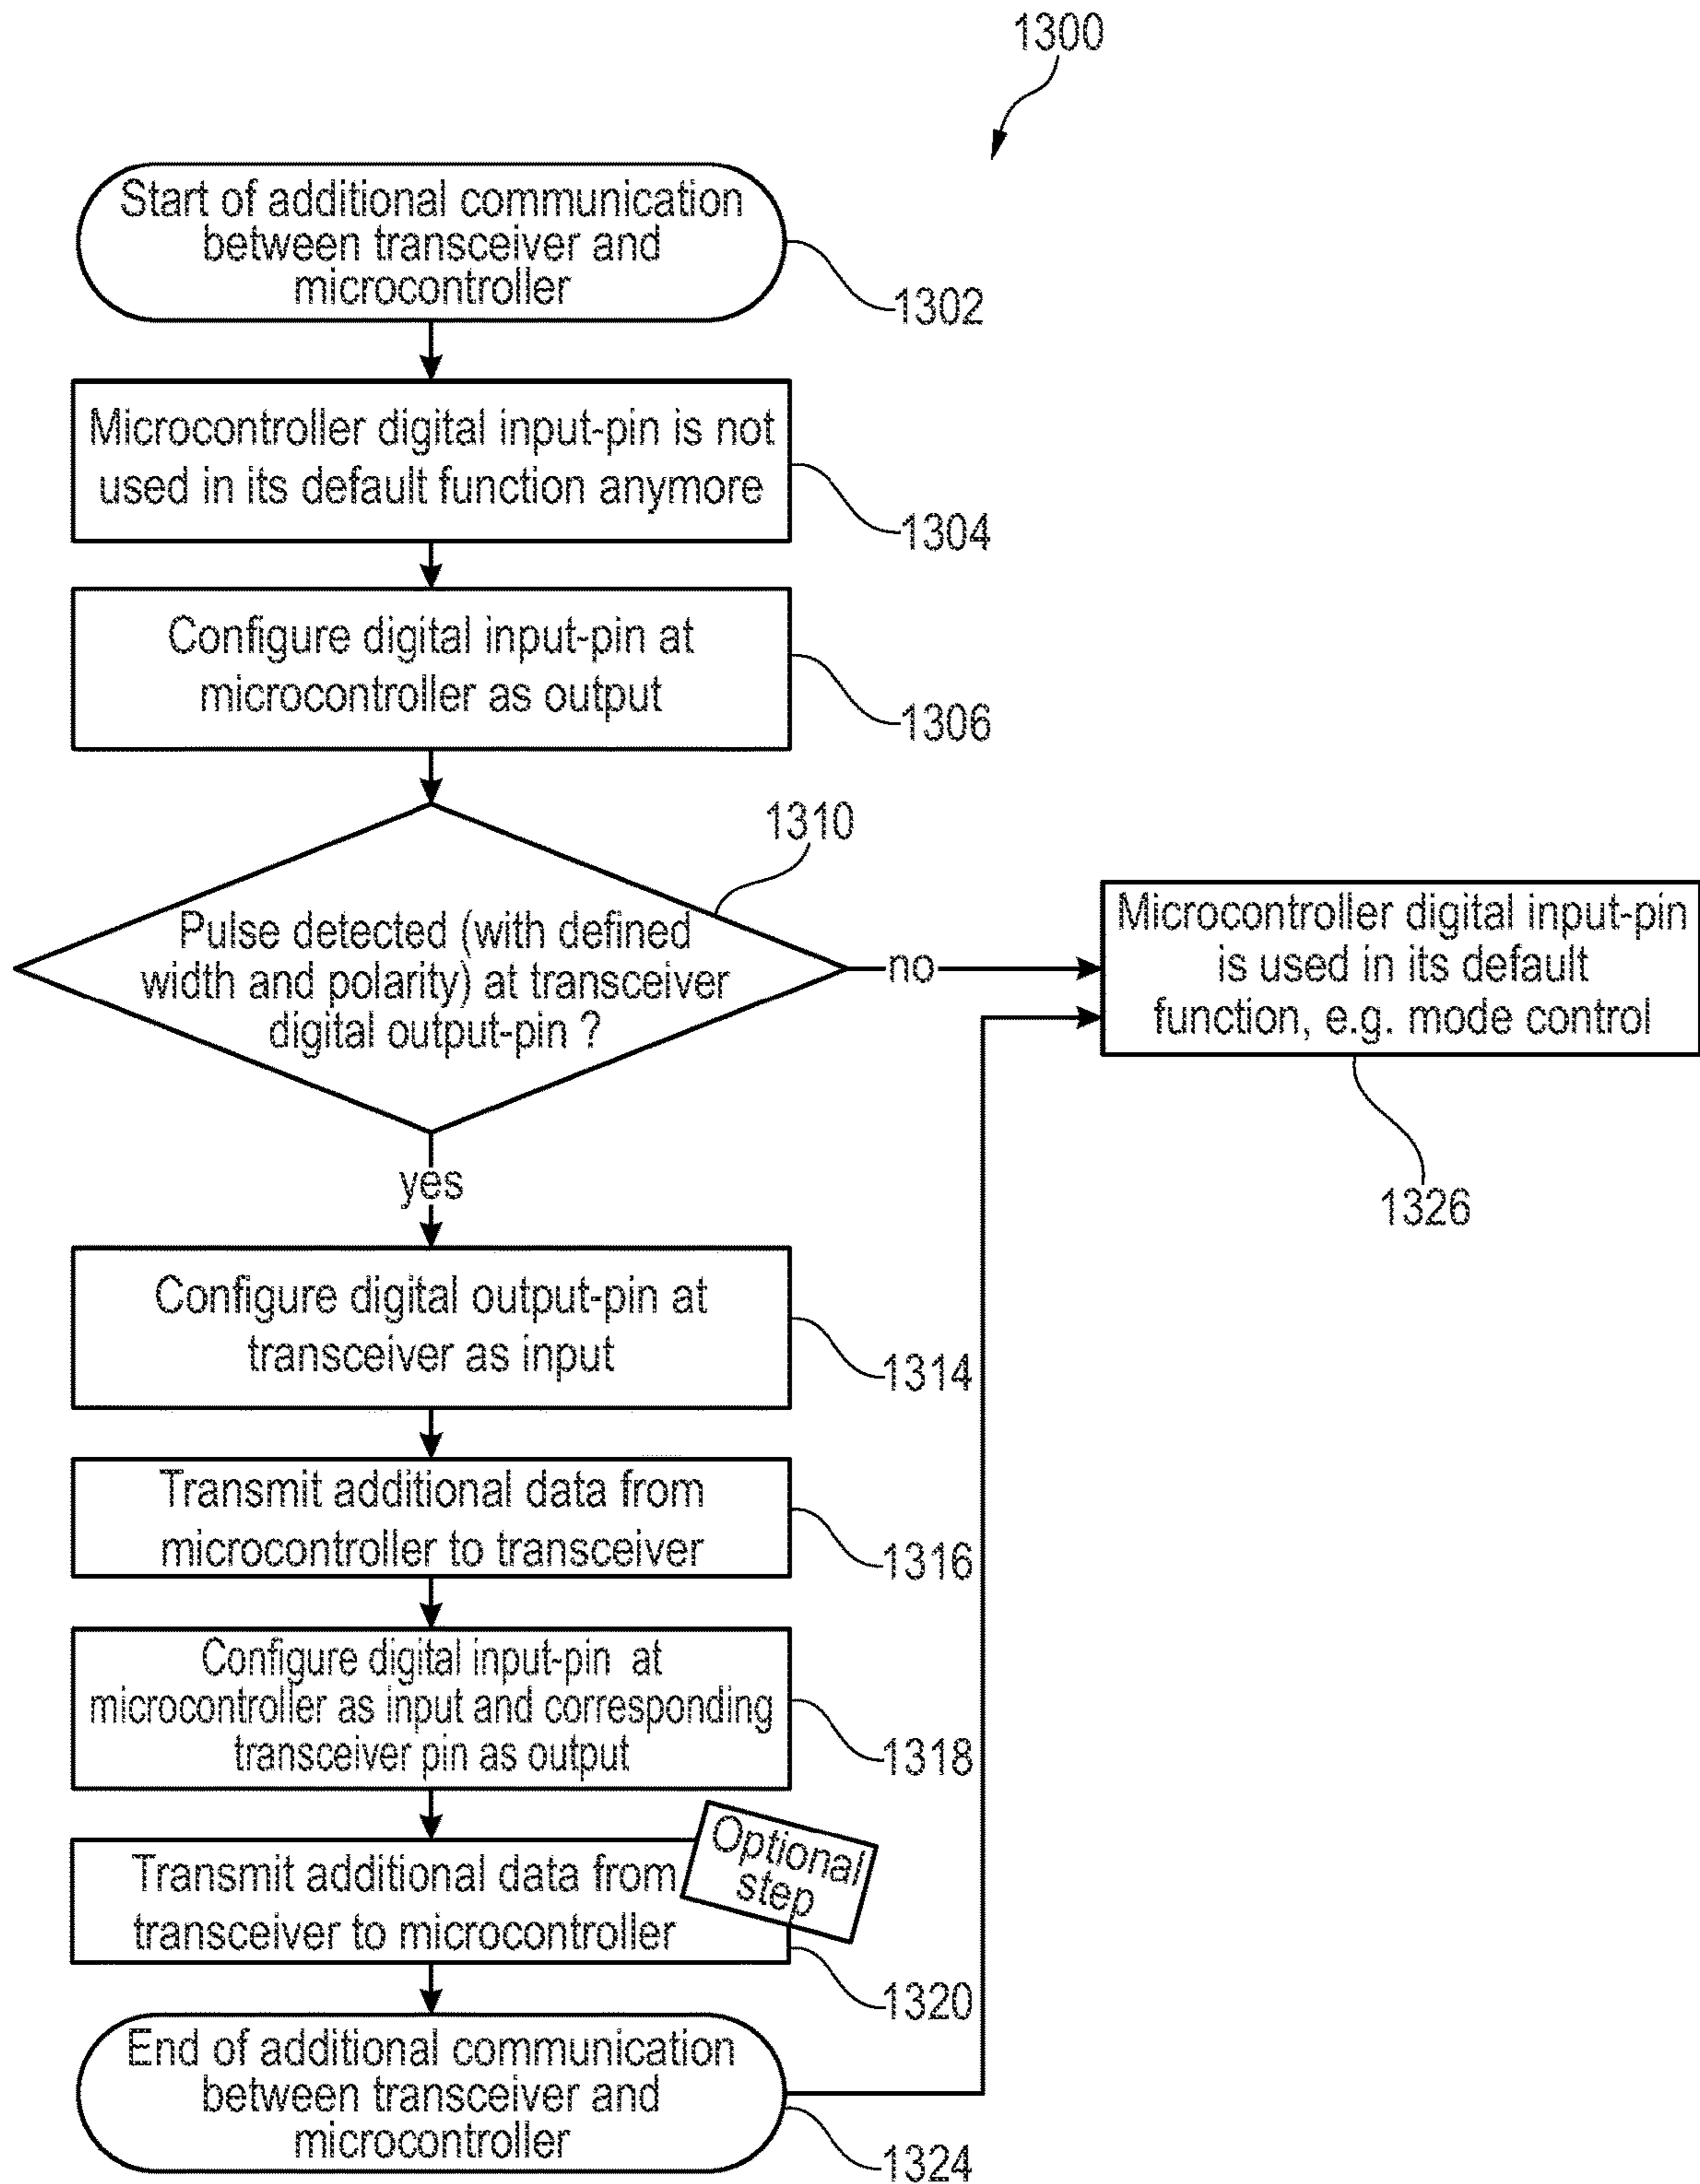 1300
Start of additional communication
between transceiver and
microcontroller
1302
Microcontroller digital input-pin is not
used in its default function anymore
1304
Configure digital input-pin at
microcontroller as output
1306
1310
Pulse detected (with defined
width and polarity) at transceiver
digital output-pin ?
no
Microcontroller digital input-pin
is used in its default
function, e.g. mode control
1326
yes
Configure digital output-pin at
transceiver as input
1314
Transmit additional data from
microcontroller to transceiver
1316
Configure digital input-pin at
microcontroller as input and corresponding
transceiver pin as output
1318
Optional
step
Transmit additional data from
transceiver to microcontroller
1320
End of additional communication
between transceiver and
microcontroller
1324